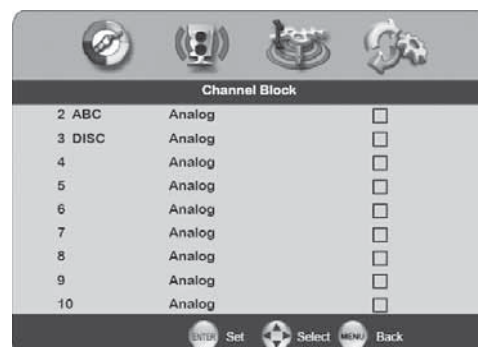 Channel Block
2 ABC Analog
3 DISC Analog
4 Analog
5 Analog
6 Analog
7 Analog
8 Analog
9 Analog
10 Analog
ENTER Set Select MENU Back